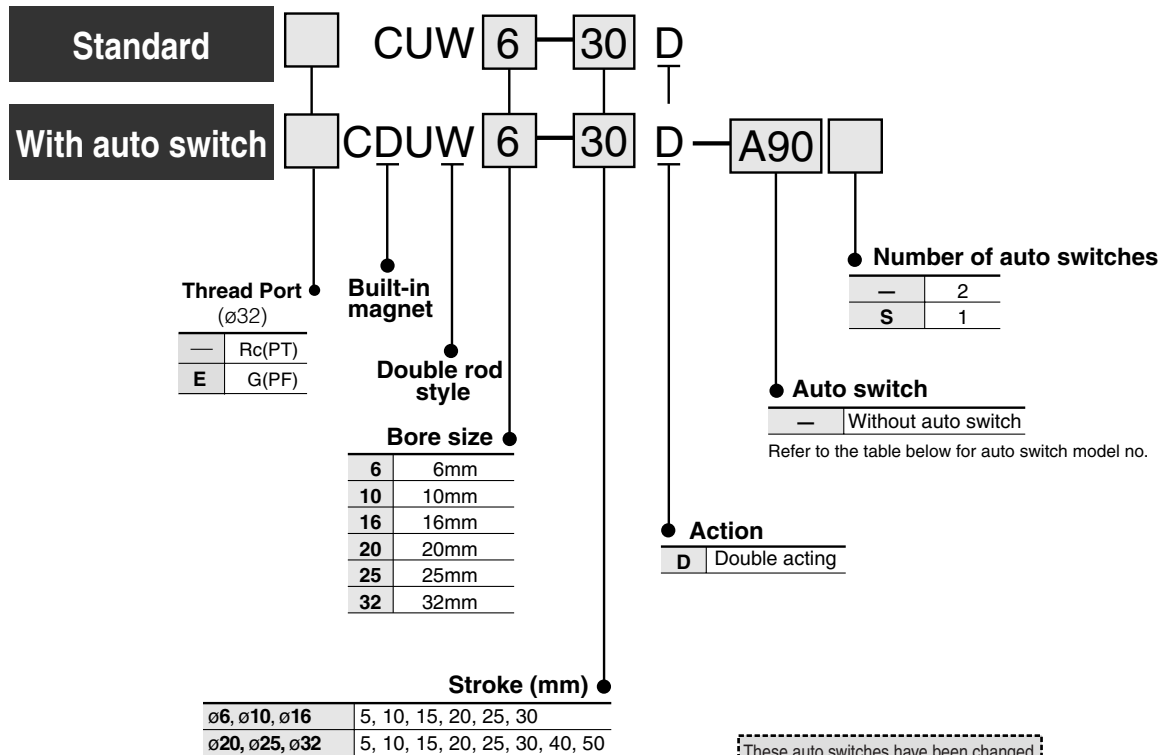 Standard CUW 6 30 D
With auto switch CDUW 6 30 D A90
Number of auto switches
— 2
S 1
Thread Port
(ø32)
— Rc(PT)
E G(PF)
Built-in
magnet
Double rod
style
Auto switch
— Without auto switch
Refer to the table below for auto switch model no.
Bore size
6 6mm
10 10mm
16 16mm
20 20mm
25 25mm
32 32mm
Action
D Double acting
Stroke (mm)
ø6, ø10, ø16 5, 10, 15, 20, 25, 30
ø20, ø25, ø32 5, 10, 15, 20, 25, 30, 40, 50
These auto switches have been changed